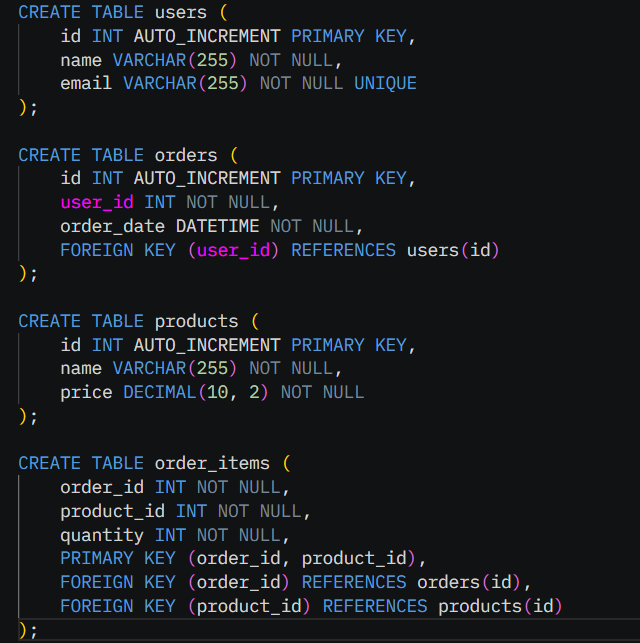 CREATE TABLE users (
    id INT AUTO_INCREMENT PRIMARY KEY,
    name VARCHAR(255) NOT NULL,
    email VARCHAR(255) NOT NULL UNIQUE
);

CREATE TABLE orders (
    id INT AUTO_INCREMENT PRIMARY KEY,
    user_id INT NOT NULL,
    order_date DATETIME NOT NULL,
    FOREIGN KEY (user_id) REFERENCES users(id)
);

CREATE TABLE products (
    id INT AUTO_INCREMENT PRIMARY KEY,
    name VARCHAR(255) NOT NULL,
    price DECIMAL(10, 2) NOT NULL
);

CREATE TABLE order_items (
    order_id INT NOT NULL,
    product_id INT NOT NULL,
    quantity INT NOT NULL,
    PRIMARY KEY (order_id, product_id),
    FOREIGN KEY (order_id) REFERENCES orders(id),
    FOREIGN KEY (product_id) REFERENCES products(id)
);